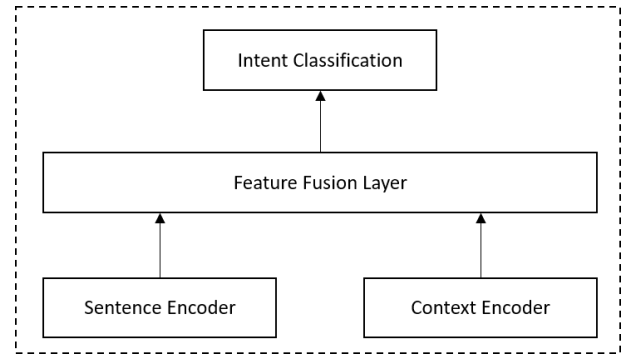 Intent Classification
Feature Fusion Layer
Sentence Encoder
Context Encoder